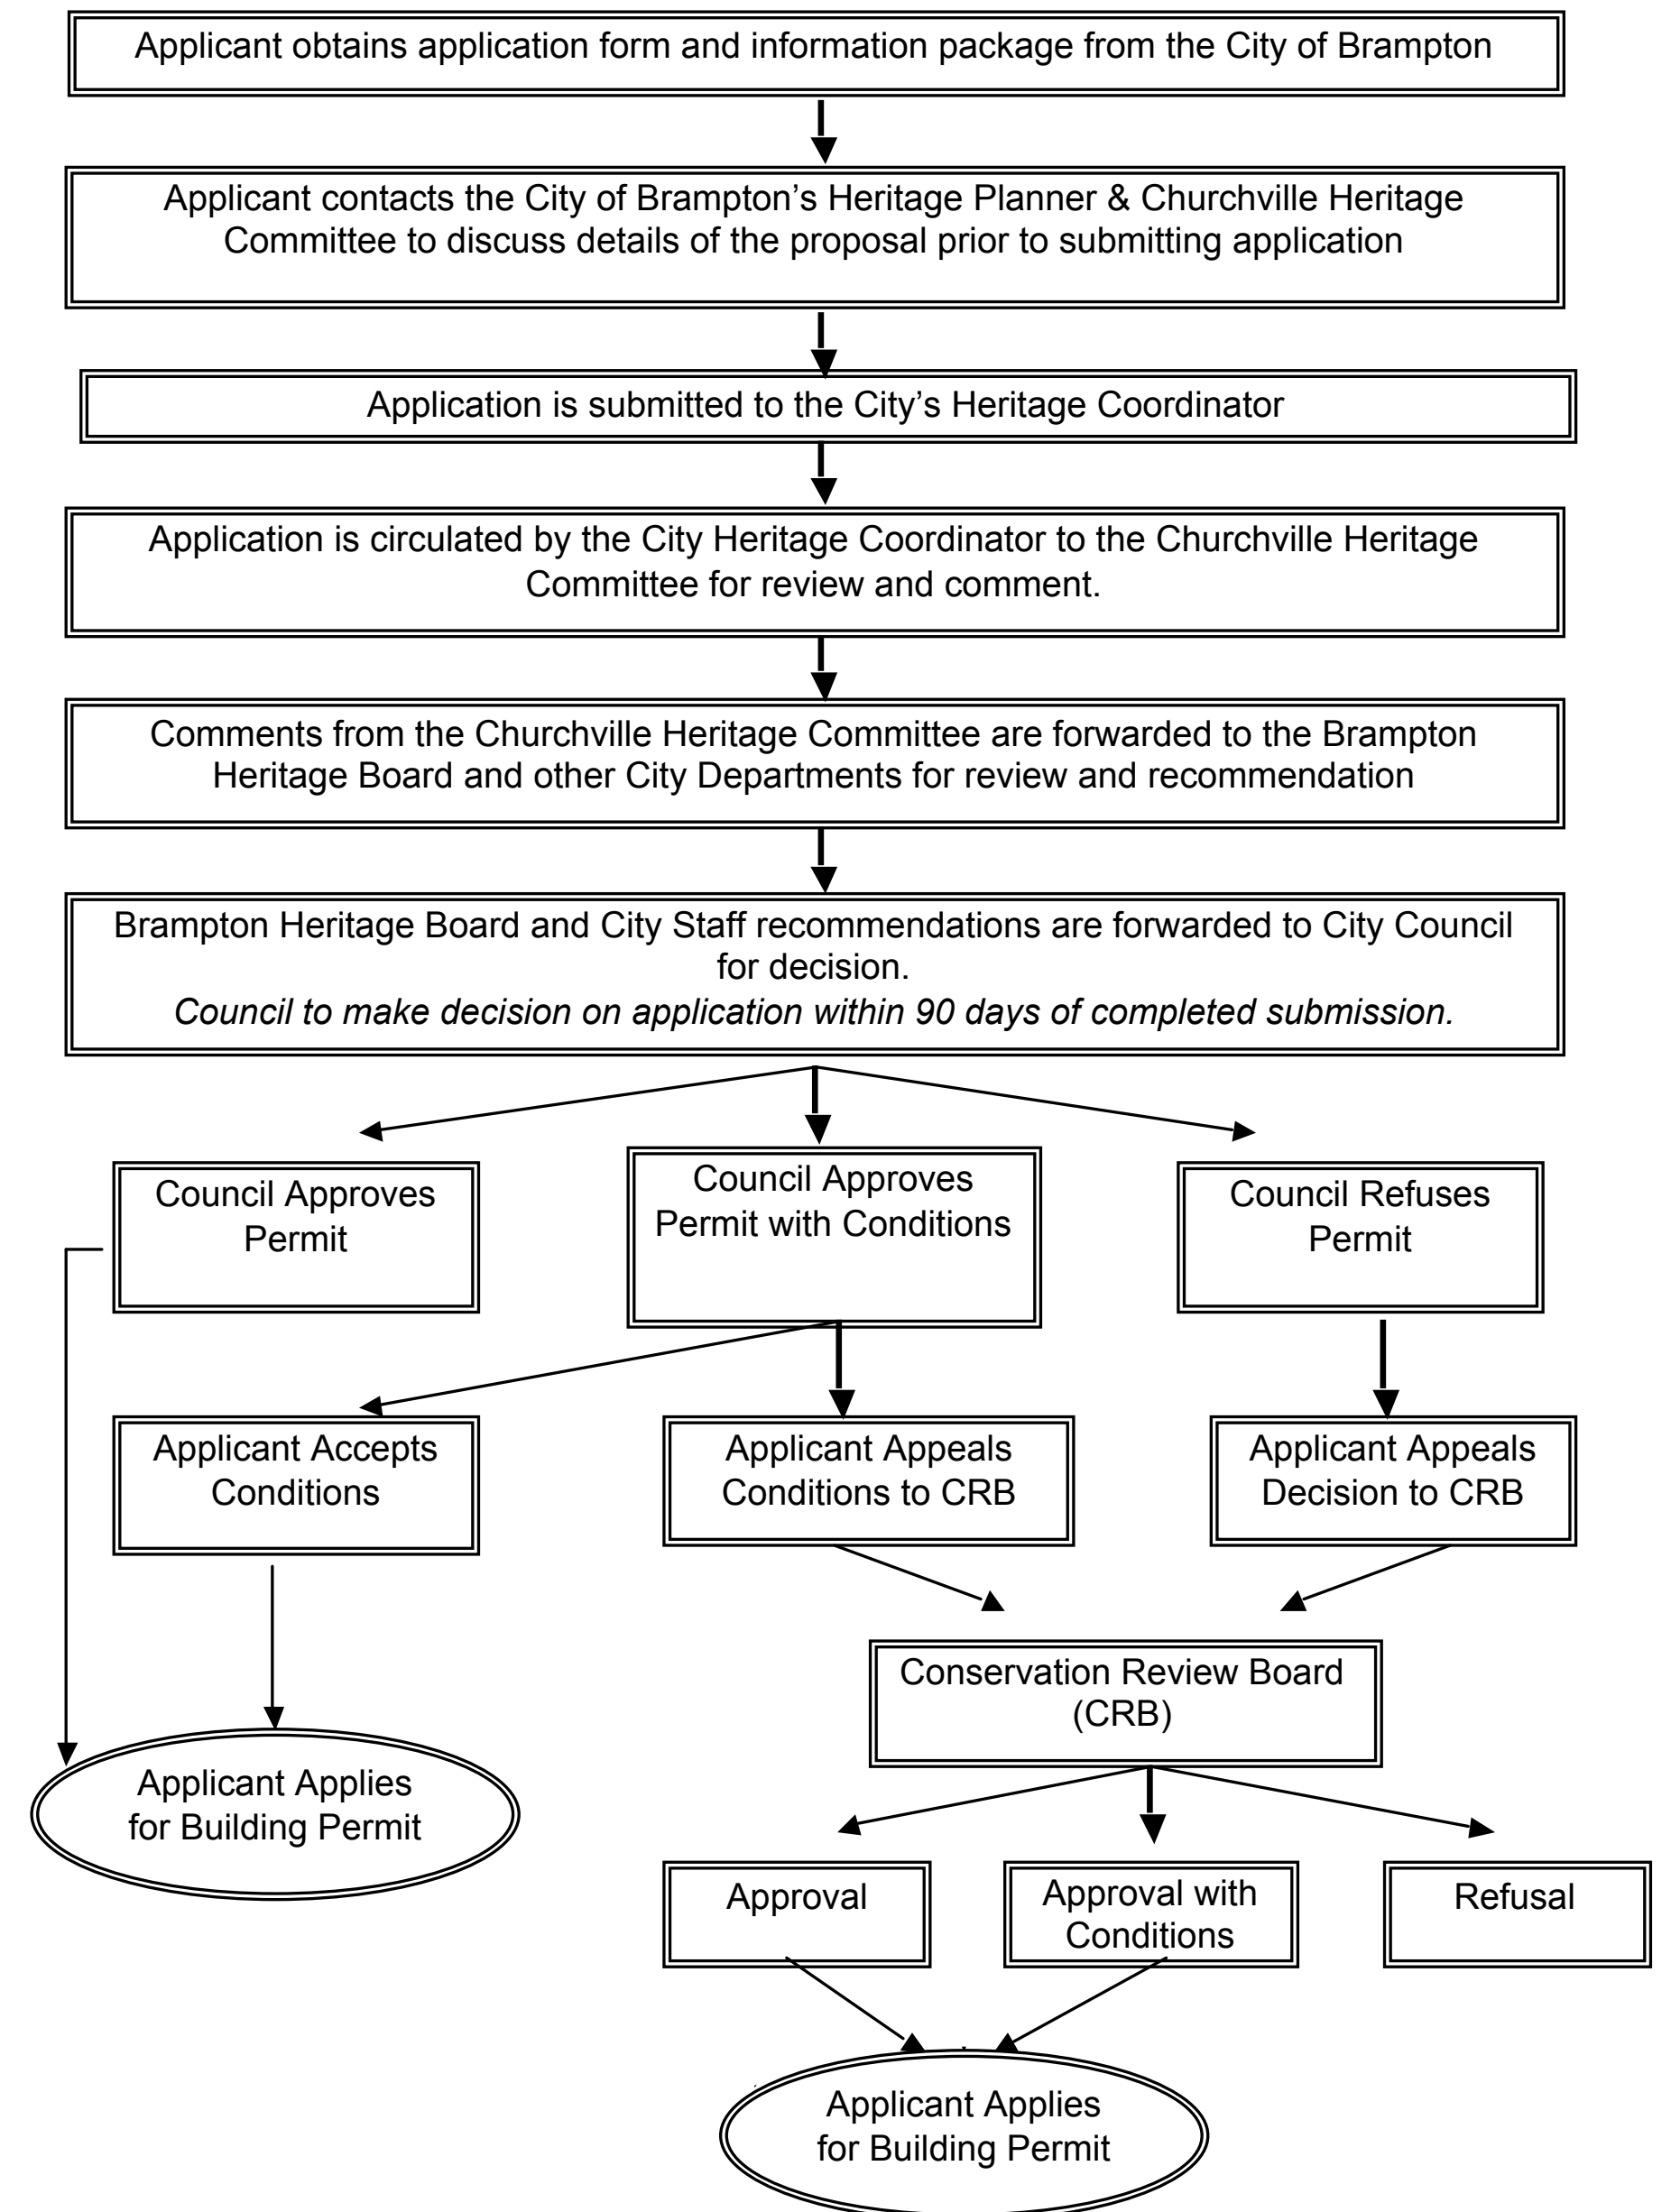 Applicant obtains application form and information package from the City of Brampton
Applicant contacts the City of Brampton’s Heritage Planner & Churchville Heritage
Committee to discuss details of the proposal prior to submitting application
Application is submitted to the City’s Heritage Coordinator
Application is circulated by the City Heritage Coordinator to the Churchville Heritage
Committee for review and comment.
Comments from the Churchville Heritage Committee are forwarded to the Brampton
Heritage Board and other City Departments for review and recommendation
Brampton Heritage Board and City Staff recommendations are forwarded to City Council
for decision.
Council to make decision on application within 90 days of completed submission.
Council Approves
Permit
Council Approves
Permit with Conditions
Council Refuses
Permit
Applicant Accepts
Conditions
Applicant Appeals
Conditions to CRB
Applicant Appeals
Decision to CRB
Conservation Review Board
(CRB)
Applicant Applies
for Building Permit
Approval
Approval with
Conditions
Refusal
Applicant Applies
for Building Permit